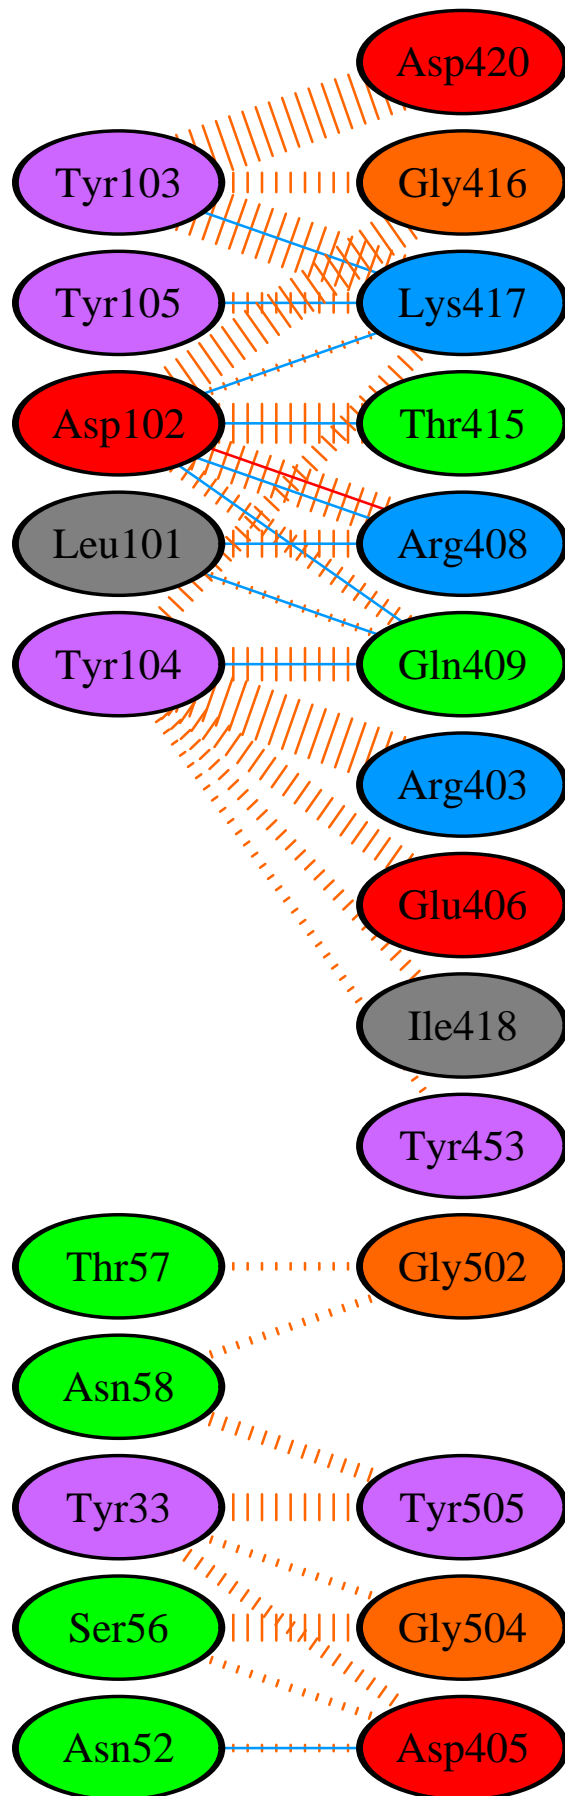 Asp420
Tyr103 Gly416
Tyr105 Lys417
Asp102 Thr415
Leu101 Arg408
Tyr104 Gln409
Arg403
Glu406
Ile418
Tyr453
Thr57 Gly502
Asn58
Tyr33 Tyr505
Ser56 Gly504
Asn52 Asp405